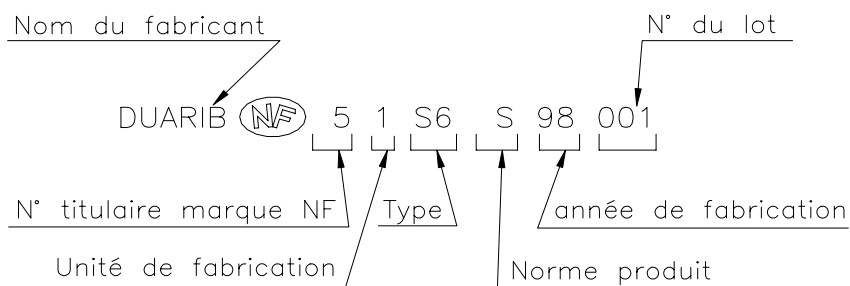 Nom du fabricant
N° du lot
DUARIB NF 5 1 S6 S 98 001
N° titulaire marque NF
Type
année de fabrication
Unité de fabrication
Norme produit